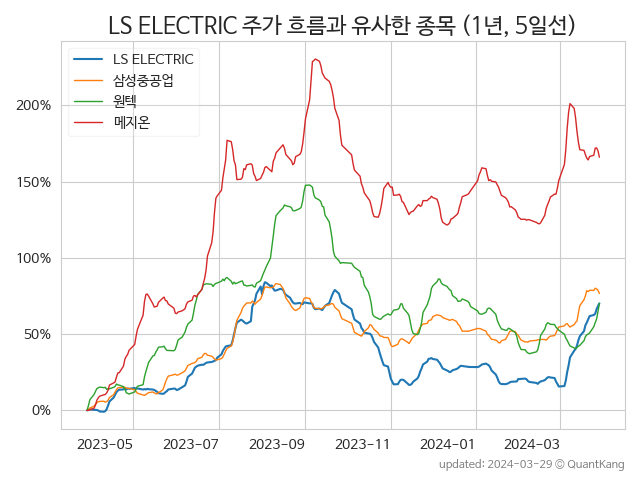 LS ELECTRIC 주가 흐름과 유사한 종목 (1년, 5일선)
LS ELECTRIC
삼성중공업
원텍
메지온
200%
150%
100%
50%
0%
2023-05 2023-07 2023-09 2023-11 2024-01 2024-03
updated: 2024-03-29 © QuantKang